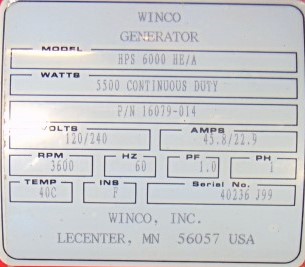 WINCO
GENERATOR
MODEL
HPS 6000 HE/A
WATTS
5500 CONTINUOUS DUTY
P/N 16079-014
VOLTS AMPS
120/240 45.8/22.9
RPM HZ PF PH
3600 60 1.0 1
TEMP INS Serial No.
40C F 40236 J99
WINCO, INC.
LECENTER, MN 56057 USA